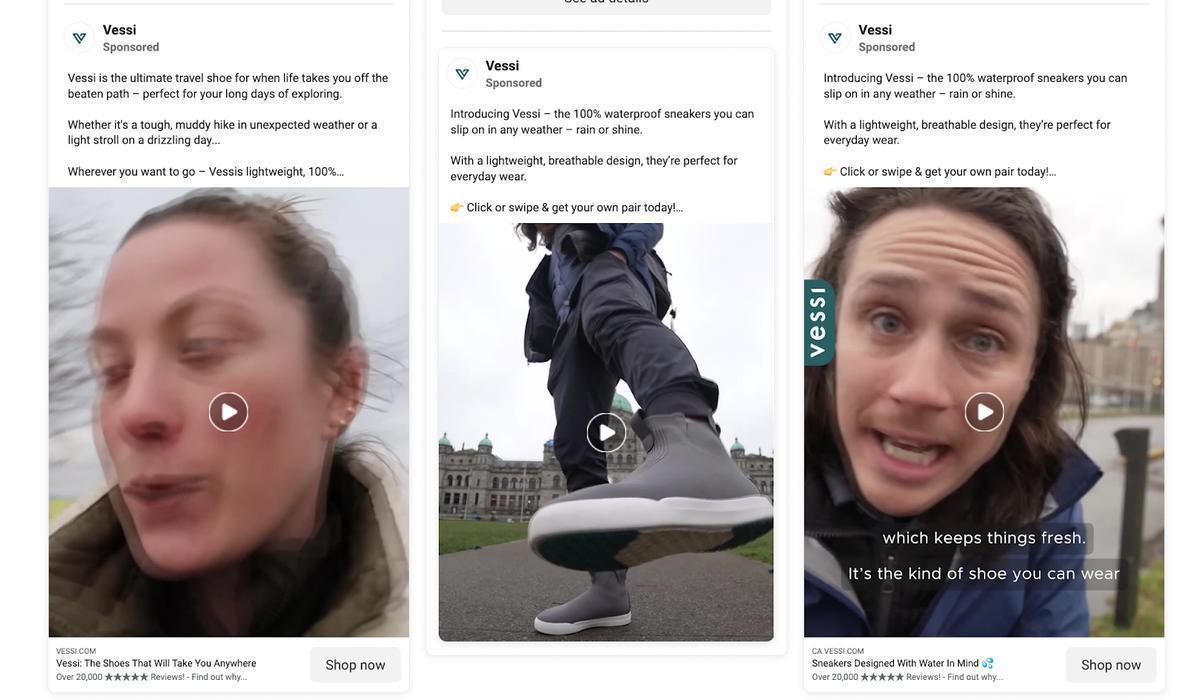 Vessi
Sponsored
Vessi is the ultimate travel shoe for when life takes you off the
beaten path – perfect for your long days of exploring.
Whether it's a tough, muddy hike in unexpected weather or a
light stroll on a drizzling day...
Wherever you want to go – Vessis lightweight, 100%...
VESSI.COM
Vessi: The Shoes That Will Take You Anywhere
Over 20,000 ★★★★★ Reviews! - Find out why...
Shop now
See ad details
Vessi
Sponsored
Introducing Vessi – the 100% waterproof sneakers you can
slip on in any weather – rain or shine.
With a lightweight, breathable design, they’re perfect for
everyday wear.
👉 Click or swipe & get your own pair today!...
Vessi
Sponsored
Introducing Vessi – the 100% waterproof sneakers you can
slip on in any weather – rain or shine.
With a lightweight, breathable design, they’re perfect for
everyday wear.
👉 Click or swipe & get your own pair today!...
vessi
which keeps things fresh.
It’s the kind of shoe you can wear
CA.VESSI.COM
Sneakers Designed With Water In Mind 💦
Over 20,000 ★★★★★ Reviews! - Find out why...
Shop now